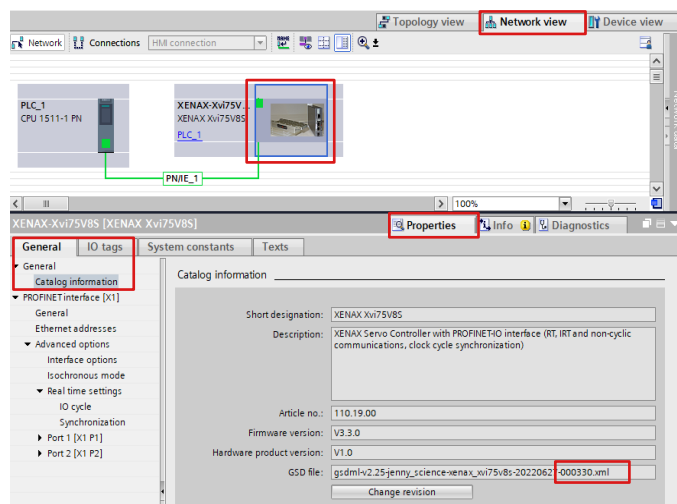 Topology view
Network view
Device view
Network
Connections
HMI connection
PLC_1
CPU 1511-1 PN
XENAX-Xvi75V...
XENAX Xvi75V8S
PLC_1
PN/IE_1
100%
XENAX-Xvi75V8S [XENAX Xvi75V8S]
Properties
Info
Diagnostics
General
IO tags
System constants
Texts
General
Catalog information
PROFINET interface [X1]
General
Ethernet addresses
Advanced options
Interface options
Isochronous mode
Real time settings
IO cycle
Synchronization
Port 1 [X1 P1]
Port 2 [X1 P2]
Catalog information
Short designation: XENAX Xvi75V8S
Description: XENAX Servo Controller with PROFINET-IO interface (RT, IRT and non-cyclic
communications, clock cycle synchronization)
Article no.: 110.19.00
Firmware version: V3.3.0
Hardware product version: V1.0
GSD file: gsdml-v2.25-jenny_science-xenax_xvi75v8s-20220627-000330.xml
Change revision